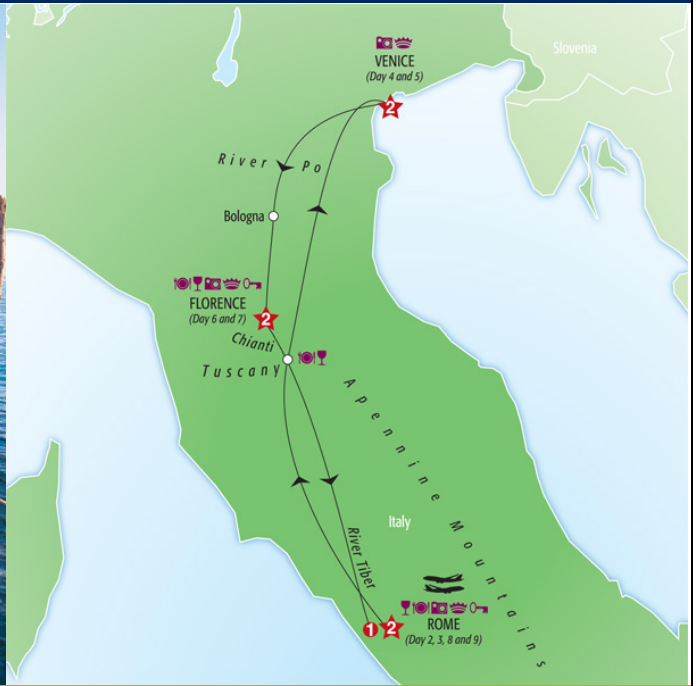 Slovenia
VENICE
(Day 4 and 5)
2
River Po
Bologna
FLORENCE
(Day 6 and 7)
2
Chianti
Tuscany
Apennine Mountains
Italy
River Tiber
1
2
ROME
(Day 2, 3, 8 and 9)